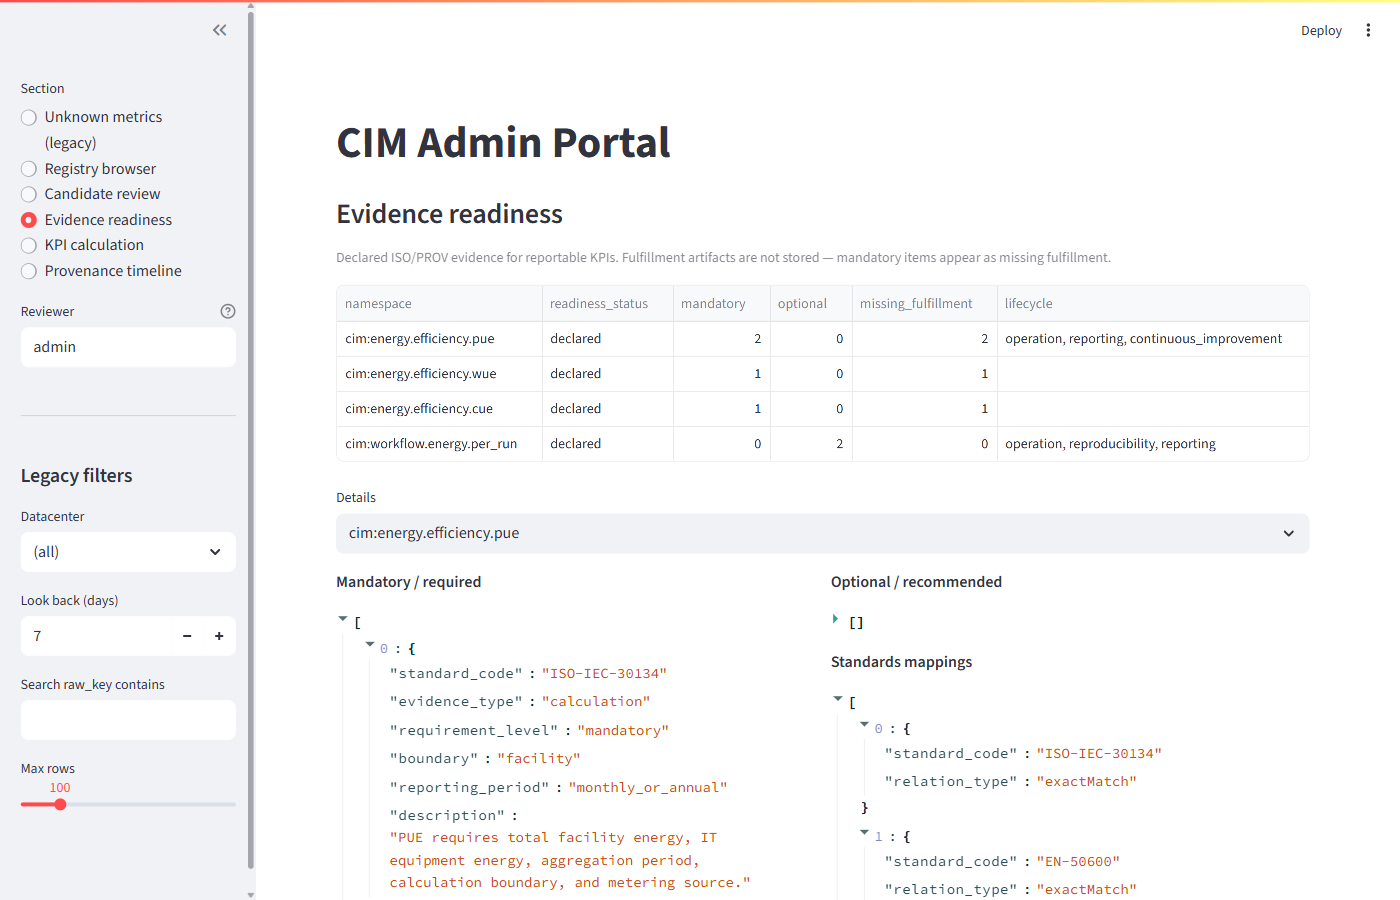 Deploy
Section
Unknown metrics
(legacy)
Registry browser
Candidate review
Evidence readiness
KPI calculation
Provenance timeline
Reviewer
admin
Legacy filters
Datacenter
(all)
Look back (days)
7
Search raw_key contains
Max rows
100
CIM Admin Portal
Evidence readiness
Declared ISO/PROV evidence for reportable KPIs. Fulfillment artifacts are not stored — mandatory items appear as missing fulfillment.
namespace readiness_status mandatory optional missing_fulfillment lifecycle
cim:energy.efficiency.pue declared 2 0 2 operation, reporting, continuous_improvement
cim:energy.efficiency.wue declared 1 0 1
cim:energy.efficiency.cue declared 1 0 1
cim:workflow.energy.per_run declared 0 2 0 operation, reproducibility, reporting
Details
cim:energy.efficiency.pue
Mandatory / required
[
0 : {
"standard_code" : "ISO-IEC-30134"
"evidence_type" : "calculation"
"requirement_level" : "mandatory"
"boundary" : "facility"
"reporting_period" : "monthly_or_annual"
"description" :
"PUE requires total facility energy, IT
equipment energy, aggregation period,
calculation boundary, and metering source."
Optional / recommended
[]
Standards mappings
[
0 : {
"standard_code" : "ISO-IEC-30134"
"relation_type" : "exactMatch"
}
1 : {
"standard_code" : "EN-50600"
"relation_type" : "exactMatch"